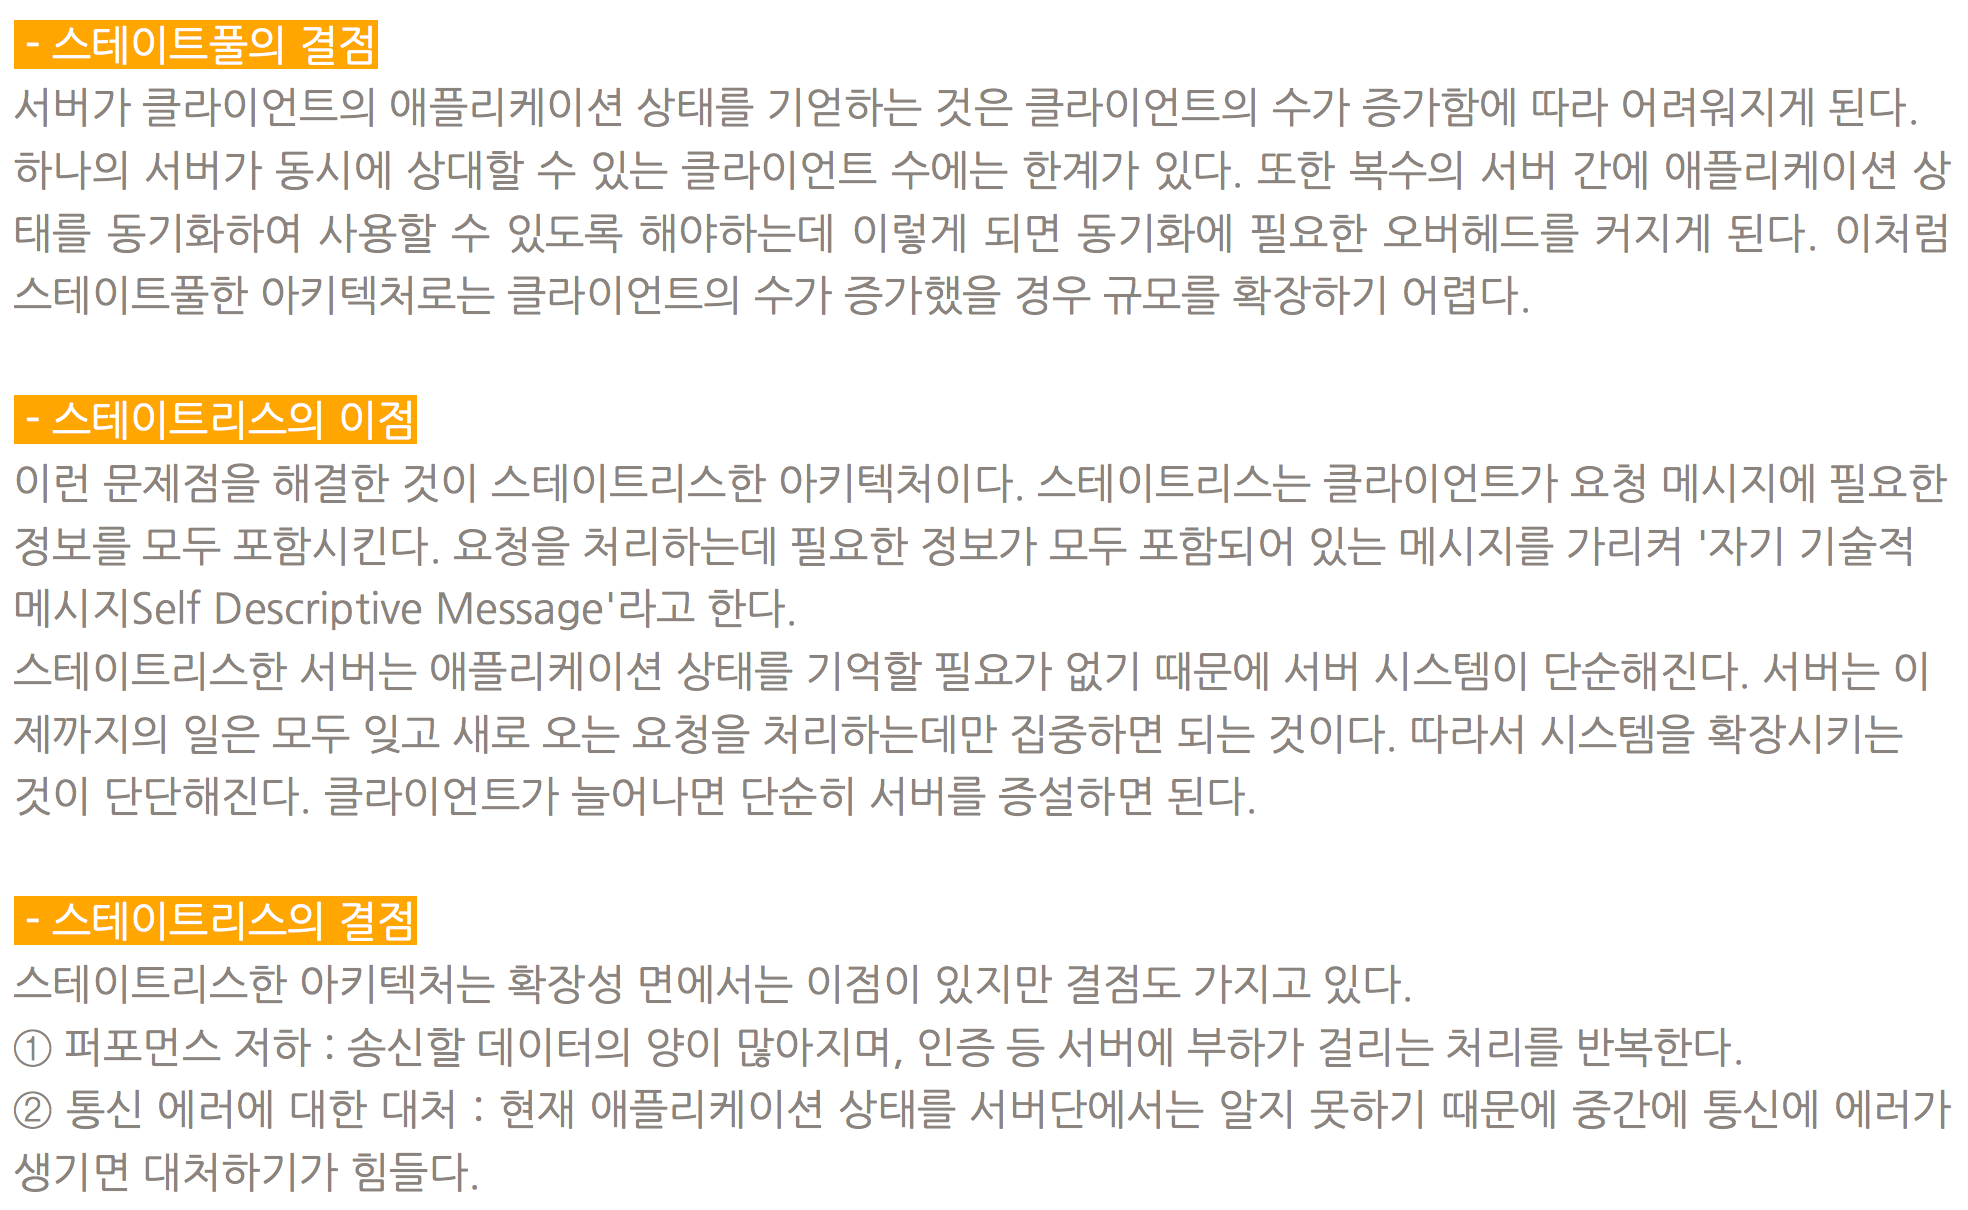 - 스테이트풀의 결점
서버가 클라이언트의 애플리케이션 상태를 기얻하는 것은 클라이언트의 수가 증가함에 따라 어려워지게 된다.
하나의 서버가 동시에 상대할 수 있는 클라이언트 수에는 한계가 있다. 또한 복수의 서버 간에 애플리케이션 상
태를 동기화하여 사용할 수 있도록 해야하는데 이렇게 되면 동기화에 필요한 오버헤드를 커지게 된다. 이처럼
스테이트풀한 아키텍처로는 클라이언트의 수가 증가했을 경우 규모를 확장하기 어렵다.
- 스테이트리스의 이점
이런 문제점을 해결한 것이 스테이트리스한 아키텍처이다. 스테이트리스는 클라이언트가 요청 메시지에 필요한
정보를 모두 포함시킨다. 요청을 처리하는데 필요한 정보가 모두 포함되어 있는 메시지를 가리켜 '자기 기술적
메시지Self Descriptive Message'라고 한다.
스테이트리스한 서버는 애플리케이션 상태를 기억할 필요가 없기 때문에 서버 시스템이 단순해진다. 서버는 이
제까지의 일은 모두 잊고 새로 오는 요청을 처리하는데만 집중하면 되는 것이다. 따라서 시스템을 확장시키는
것이 단단해진다. 클라이언트가 늘어나면 단순히 서버를 증설하면 된다.
- 스테이트리스의 결점
스테이트리스한 아키텍처는 확장성 면에서는 이점이 있지만 결점도 가지고 있다.
① 퍼포먼스 저하 : 송신할 데이터의 양이 많아지며, 인증 등 서버에 부하가 걸리는 처리를 반복한다.
② 통신 에러에 대한 대처 : 현재 애플리케이션 상태를 서버단에서는 알지 못하기 때문에 중간에 통신에 에러가
생기면 대처하기가 힘들다.